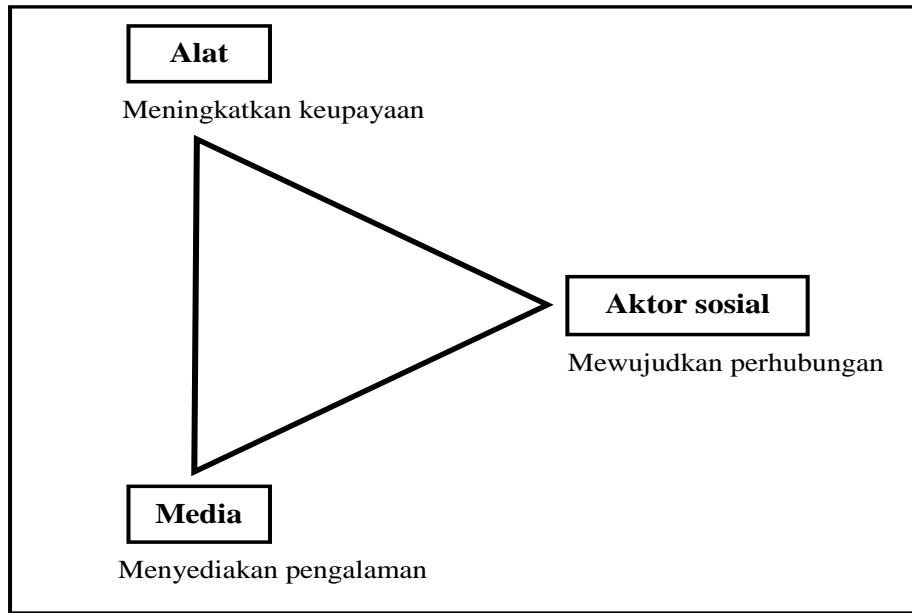 Alat
Meningkatkan keupayaan
Aktor sosial
Mewujudkan perhubungan
Media
Menyediakan pengalaman